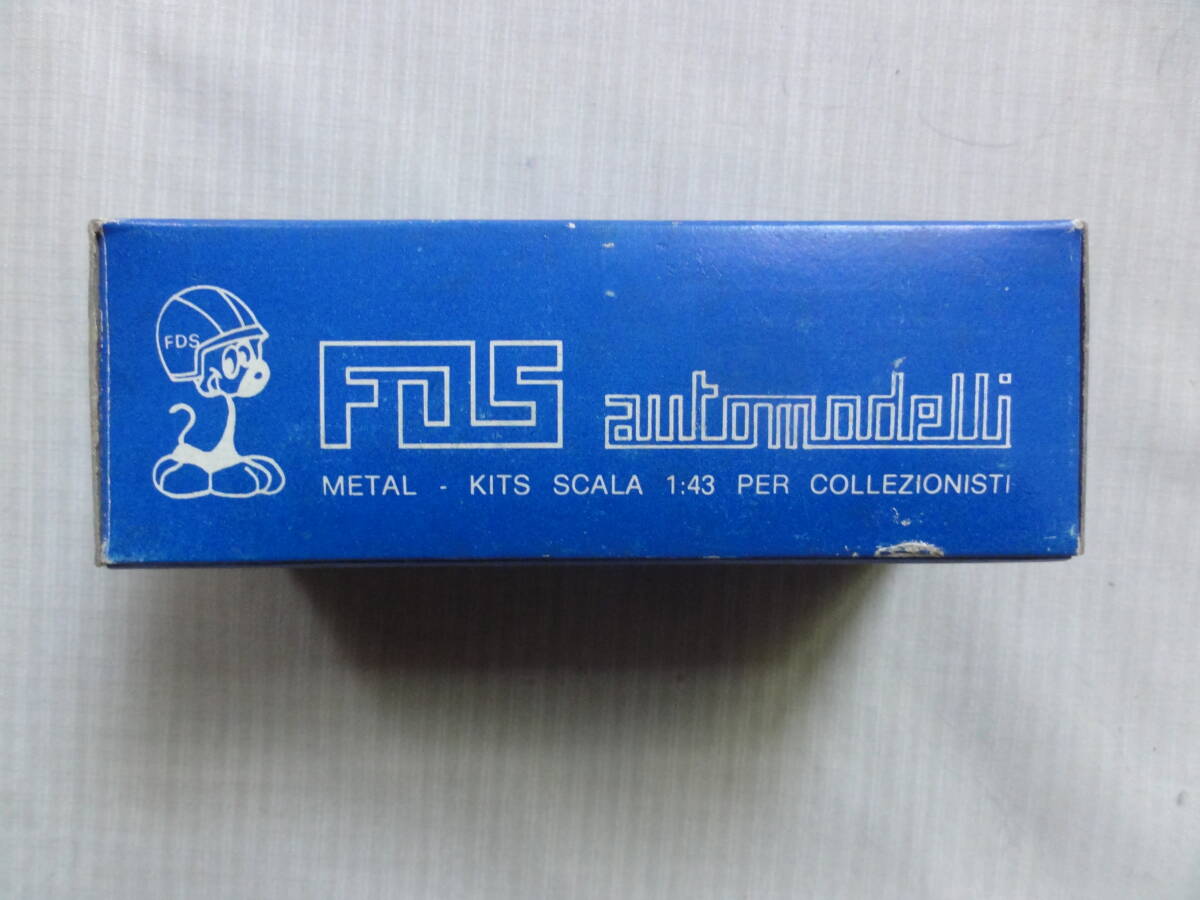 FDS
FDS automodelli
METAL - KITS SCALA 1:43 PER COLLEZIONISTI